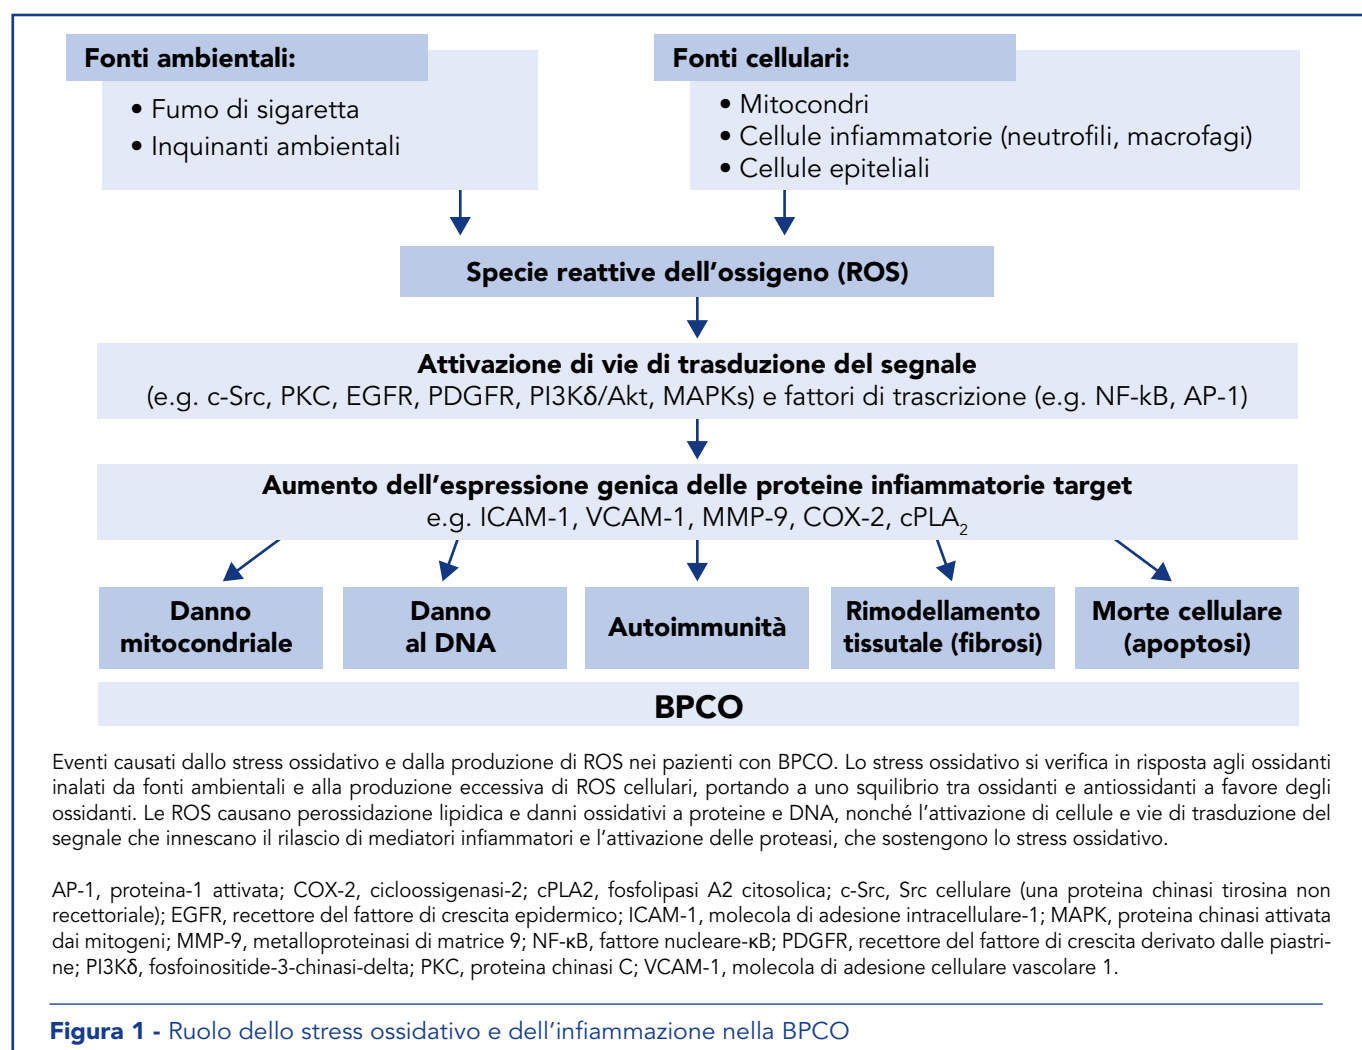 Fonti ambientali:
• Fumo di sigaretta
• Inquinanti ambientali
Fonti cellulari:
• Mitocondri
• Cellule infiammatorie (neutrofili, macrofagi)
• Cellule epiteliali
Specie reattive dell’ossigeno (ROS)
Attivazione di vie di trasduzione del segnale
(e.g. c-Src, PKC, EGFR, PDGFR, PI3Kδ/Akt, MAPKs) e fattori di trascrizione (e.g. NF-kB, AP-1)
Aumento dell’espressione genica delle proteine infiammatorie target
e.g. ICAM-1, VCAM-1, MMP-9, COX-2, cPLA₂
Danno
mitocondriale
Danno
al DNA
Autoimmunità
Rimodellamento
tissutale (fibrosi)
Morte cellulare
(apoptosi)
BPCO
Eventi causati dallo stress ossidativo e dalla produzione di ROS nei pazienti con BPCO. Lo stress ossidativo si verifica in risposta agli ossidanti
inalati da fonti ambientali e alla produzione eccessiva di ROS cellulari, portando a uno squilibrio tra ossidanti e antiossidanti a favore degli
ossidanti. Le ROS causano perossidazione lipidica e danni ossidativi a proteine e DNA, nonché l’attivazione di cellule e vie di trasduzione del
segnale che innescano il rilascio di mediatori infiammatori e l’attivazione delle proteasi, che sostengono lo stress ossidativo.
AP-1, proteina-1 attivata; COX-2, cicloossigenasi-2; cPLA2, fosfolipasi A2 citosolica; c-Src, Src cellulare (una proteina chinasi tirosina non
recettoriale); EGFR, recettore del fattore di crescita epidermico; ICAM-1, molecola di adesione intracellulare-1; MAPK, proteina chinasi attivata
dai mitogeni; MMP-9, metalloproteinasi di matrice 9; NF-κB, fattore nucleare-κB; PDGFR, recettore del fattore di crescita derivato dalle piastri-
ne; PI3Kδ, fosfoinositide-3-chinasi-delta; PKC, proteina chinasi C; VCAM-1, molecola di adesione cellulare vascolare 1.
Figura 1 - Ruolo dello stress ossidativo e dell’infiammazione nella BPCO